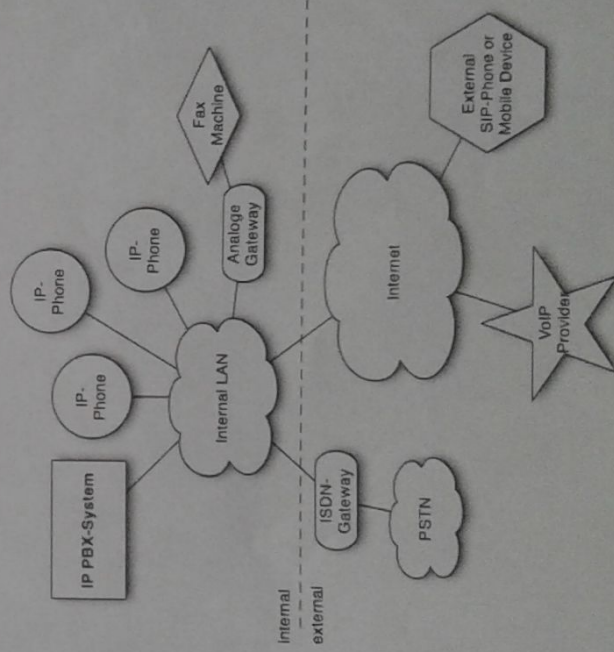 IP PBX-System
IP-
Phone
IP-
Phone
IP-
Phone
Fax
Machine
Analoge
Gateway
Internal LAN
internal
external
ISDN-
Gateway
PSTN
Internet
External
SIP-Phone or
Mobile Device
VoIP
Provider